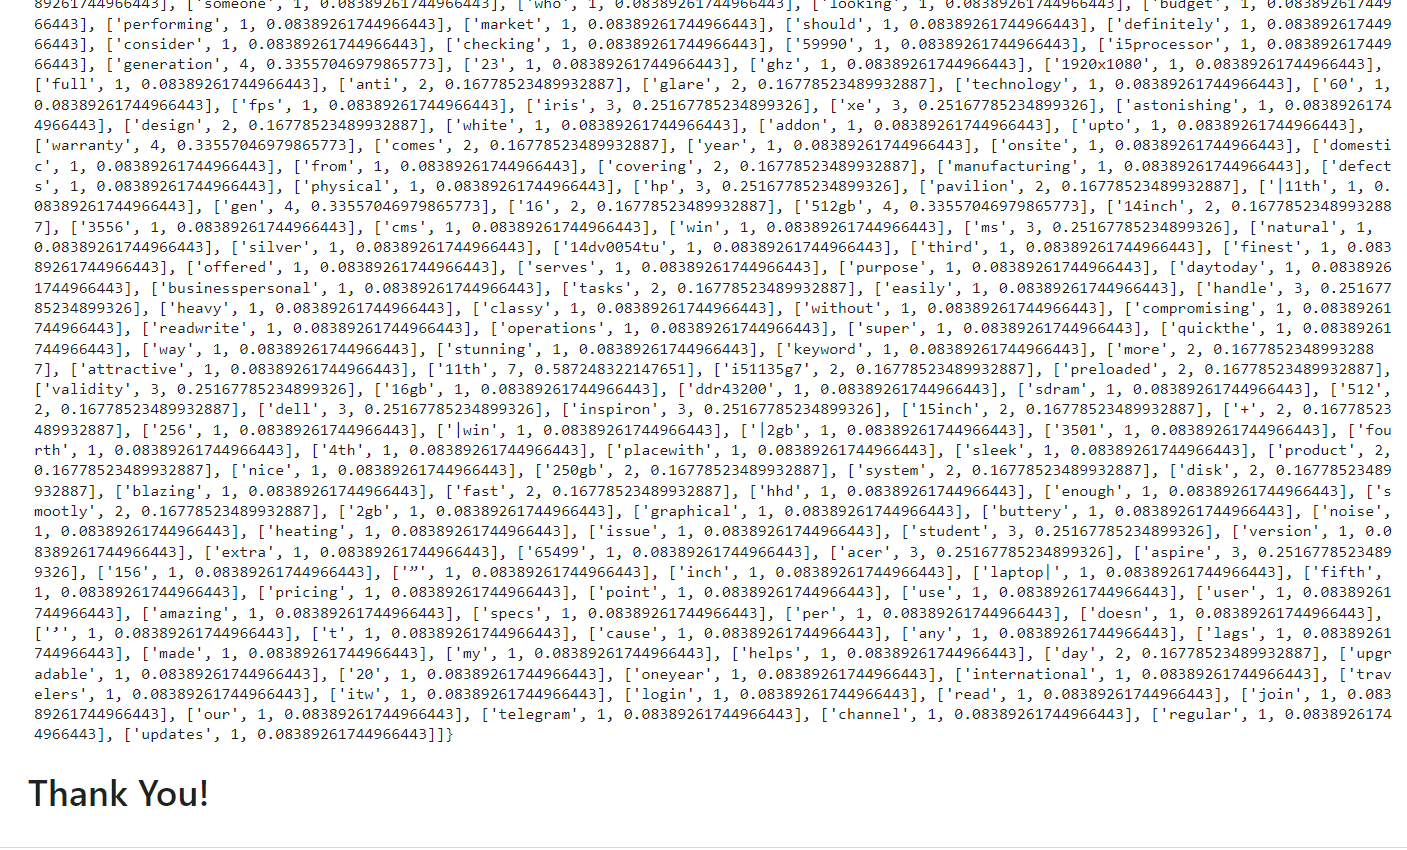 89261744966443], ['someone', 1, 0.08389261744966443], ['who', 1, 0.08389261744966443], ['looking', 1, 0.08389261744966443], ['budget', 1, 0.083892617449
66443], ['performing', 1, 0.08389261744966443], ['market', 1, 0.08389261744966443], ['should', 1, 0.08389261744966443], ['definitely', 1, 0.083892617449
66443], ['consider', 1, 0.08389261744966443], ['checking', 1, 0.08389261744966443], ['59990', 1, 0.08389261744966443], ['i5processor', 1, 0.083892617449
66443], ['generation', 4, 0.33557046979865773], ['23', 1, 0.08389261744966443], ['ghz', 1, 0.08389261744966443], ['1920x1080', 1, 0.08389261744966443],
['full', 1, 0.08389261744966443], ['anti', 2, 0.16778523489932887], ['glare', 2, 0.16778523489932887], ['technology', 1, 0.08389261744966443], ['60', 1,
0.08389261744966443], ['fps', 1, 0.08389261744966443], ['iris', 3, 0.25167785234899326], ['xe', 3, 0.25167785234899326], ['astonishing', 1, 0.0838926174
4966443], ['design', 2, 0.16778523489932887], ['white', 1, 0.08389261744966443], ['addon', 1, 0.08389261744966443], ['upto', 1, 0.08389261744966443],
['warranty', 4, 0.33557046979865773], ['comes', 2, 0.16778523489932887], ['year', 1, 0.08389261744966443], ['onsite', 1, 0.08389261744966443], ['domesti
c', 1, 0.08389261744966443], ['from', 1, 0.08389261744966443], ['covering', 2, 0.16778523489932887], ['manufacturing', 1, 0.08389261744966443], ['defect
s', 1, 0.08389261744966443], ['physical', 1, 0.08389261744966443], ['hp', 3, 0.25167785234899326], ['pavilion', 2, 0.16778523489932887], ['|11th', 1, 0.
08389261744966443], ['gen', 4, 0.33557046979865773], ['16', 2, 0.16778523489932887], ['512gb', 4, 0.33557046979865773], ['14inch', 2, 0.1677852348993288
7], ['3556', 1, 0.08389261744966443], ['cms', 1, 0.08389261744966443], ['win', 1, 0.08389261744966443], ['ms', 3, 0.25167785234899326], ['natural', 1,
0.08389261744966443], ['silver', 1, 0.08389261744966443], ['14dv0054tu', 1, 0.08389261744966443], ['third', 1, 0.08389261744966443], ['finest', 1, 0.083
89261744966443], ['offered', 1, 0.08389261744966443], ['serves', 1, 0.08389261744966443], ['purpose', 1, 0.08389261744966443], ['daytoday', 1, 0.0838926
1744966443], ['businesspersonal', 1, 0.08389261744966443], ['tasks', 2, 0.16778523489932887], ['easily', 1, 0.08389261744966443], ['handle', 3, 0.251677
85234899326], ['heavy', 1, 0.08389261744966443], ['classy', 1, 0.08389261744966443], ['without', 1, 0.08389261744966443], ['compromising', 1, 0.08389261
744966443], ['readwrite', 1, 0.08389261744966443], ['operations', 1, 0.08389261744966443], ['super', 1, 0.08389261744966443], ['quickthe', 1, 0.08389261
744966443], ['way', 1, 0.08389261744966443], ['stunning', 1, 0.08389261744966443], ['keyword', 1, 0.08389261744966443], ['more', 2, 0.1677852348993288
7], ['attractive', 1, 0.08389261744966443], ['11th', 7, 0.587248322147651], ['i51135g7', 2, 0.16778523489932887], ['preloaded', 2, 0.16778523489932887],
['validity', 3, 0.25167785234899326], ['16gb', 1, 0.08389261744966443], ['ddr43200', 1, 0.08389261744966443], ['sdram', 1, 0.08389261744966443], ['512',
2, 0.16778523489932887], ['dell', 3, 0.25167785234899326], ['inspiron', 3, 0.25167785234899326], ['15inch', 2, 0.16778523489932887], ['+', 2, 0.16778523
489932887], ['256', 1, 0.08389261744966443], ['|win', 1, 0.08389261744966443], ['|2gb', 1, 0.08389261744966443], ['3501', 1, 0.08389261744966443], ['fou
rth', 1, 0.08389261744966443], ['4th', 1, 0.08389261744966443], ['placewith', 1, 0.08389261744966443], ['sleek', 1, 0.08389261744966443], ['product', 2,
0.16778523489932887], ['nice', 1, 0.08389261744966443], ['250gb', 2, 0.16778523489932887], ['system', 2, 0.16778523489932887], ['disk', 2, 0.16778523489
932887], ['blazing', 1, 0.08389261744966443], ['fast', 2, 0.16778523489932887], ['hhd', 1, 0.08389261744966443], ['enough', 1, 0.08389261744966443], ['s
mootly', 2, 0.16778523489932887], ['2gb', 1, 0.08389261744966443], ['graphical', 1, 0.08389261744966443], ['buttery', 1, 0.08389261744966443], ['noise',
1, 0.08389261744966443], ['heating', 1, 0.08389261744966443], ['issue', 1, 0.08389261744966443], ['student', 3, 0.25167785234899326], ['version', 1, 0.0
8389261744966443], ['extra', 1, 0.08389261744966443], ['65499', 1, 0.08389261744966443], ['acer', 3, 0.25167785234899326], ['aspire', 3, 0.2516778523489
9326], ['156', 1, 0.08389261744966443], ['”', 1, 0.08389261744966443], ['inch', 1, 0.08389261744966443], ['laptop|', 1, 0.08389261744966443], ['fifth',
1, 0.08389261744966443], ['pricing', 1, 0.08389261744966443], ['point', 1, 0.08389261744966443], ['use', 1, 0.08389261744966443], ['user', 1, 0.08389261
744966443], ['amazing', 1, 0.08389261744966443], ['specs', 1, 0.08389261744966443], ['per', 1, 0.08389261744966443], ['doesn', 1, 0.08389261744966443],
['’', 1, 0.08389261744966443], ['t', 1, 0.08389261744966443], ['cause', 1, 0.08389261744966443], ['any', 1, 0.08389261744966443], ['lags', 1, 0.08389261
744966443], ['made', 1, 0.08389261744966443], ['my', 1, 0.08389261744966443], ['helps', 1, 0.08389261744966443], ['day', 2, 0.16778523489932887], ['upgr
adable', 1, 0.08389261744966443], ['20', 1, 0.08389261744966443], ['oneyear', 1, 0.08389261744966443], ['international', 1, 0.08389261744966443], ['trav
elers', 1, 0.08389261744966443], ['itw', 1, 0.08389261744966443], ['login', 1, 0.08389261744966443], ['read', 1, 0.08389261744966443], ['join', 1, 0.083
89261744966443], ['our', 1, 0.08389261744966443], ['telegram', 1, 0.08389261744966443], ['channel', 1, 0.08389261744966443], ['regular', 1, 0.0838926174
4966443], ['updates', 1, 0.08389261744966443]]}
Thank You!